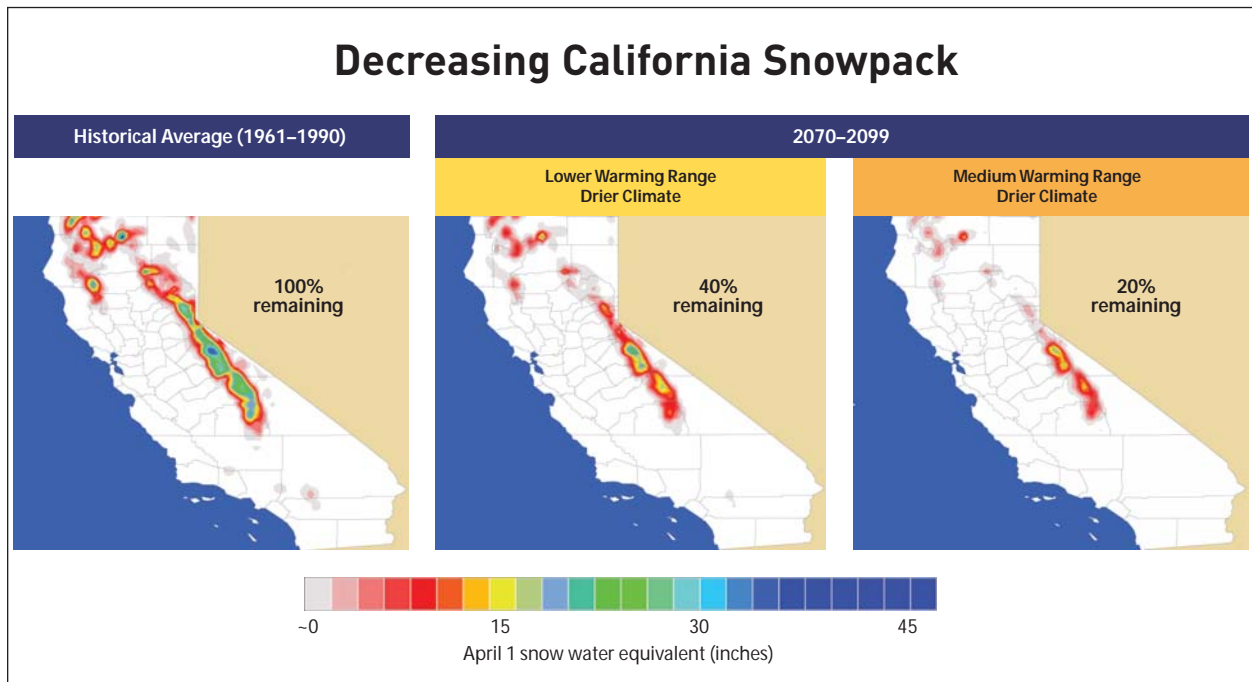 Decreasing California Snowpack
Historical Average (1961–1990)
2070–2099
Lower Warming Range
Drier Climate
Medium Warming Range
Drier Climate
100%
remaining
40%
remaining
20%
remaining
~0
15
30
45
April 1 snow water equivalent (inches)